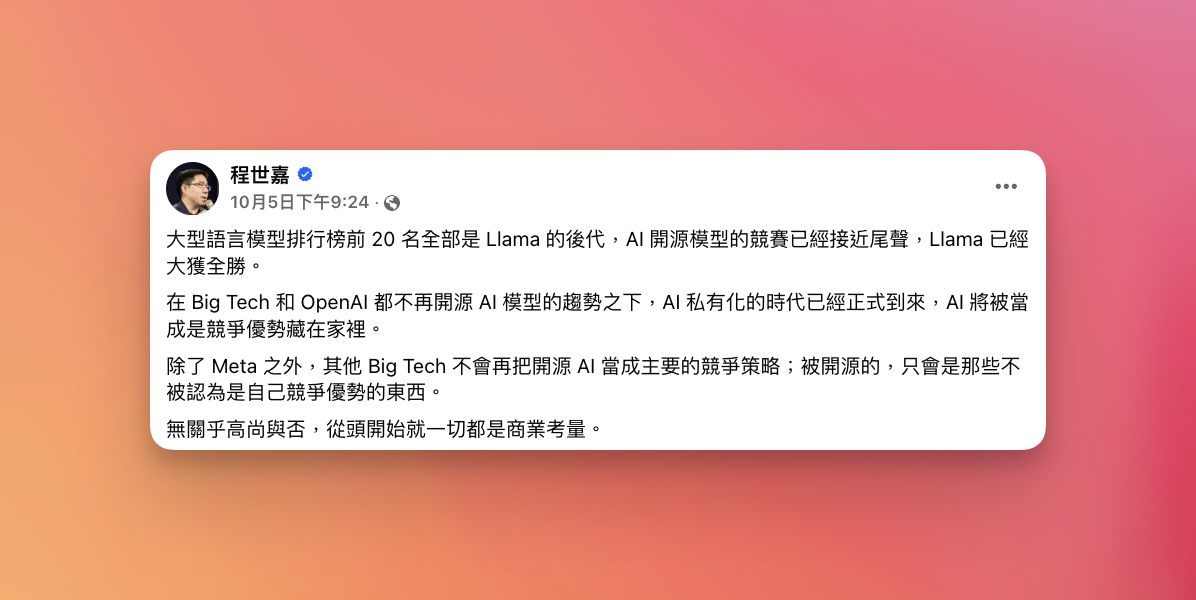 程世嘉
10月5日下午9:24 ·
大型語言模型排行榜前 20 名全部是 Llama 的後代，AI 開源模型的競賽已經接近尾聲，Llama 已經
大獲全勝。
在 Big Tech 和 OpenAI 都不再開源 AI 模型的趨勢之下，AI 私有化的時代已經正式到來，AI 將被當
成是競爭優勢藏在家裡。
除了 Meta 之外，其他 Big Tech 不會再把開源 AI 當成主要的競爭策略；被開源的，只會是那些不
被認為是自己競爭優勢的東西。
無關乎高尚與否，從頭開始就一切都是商業考量。